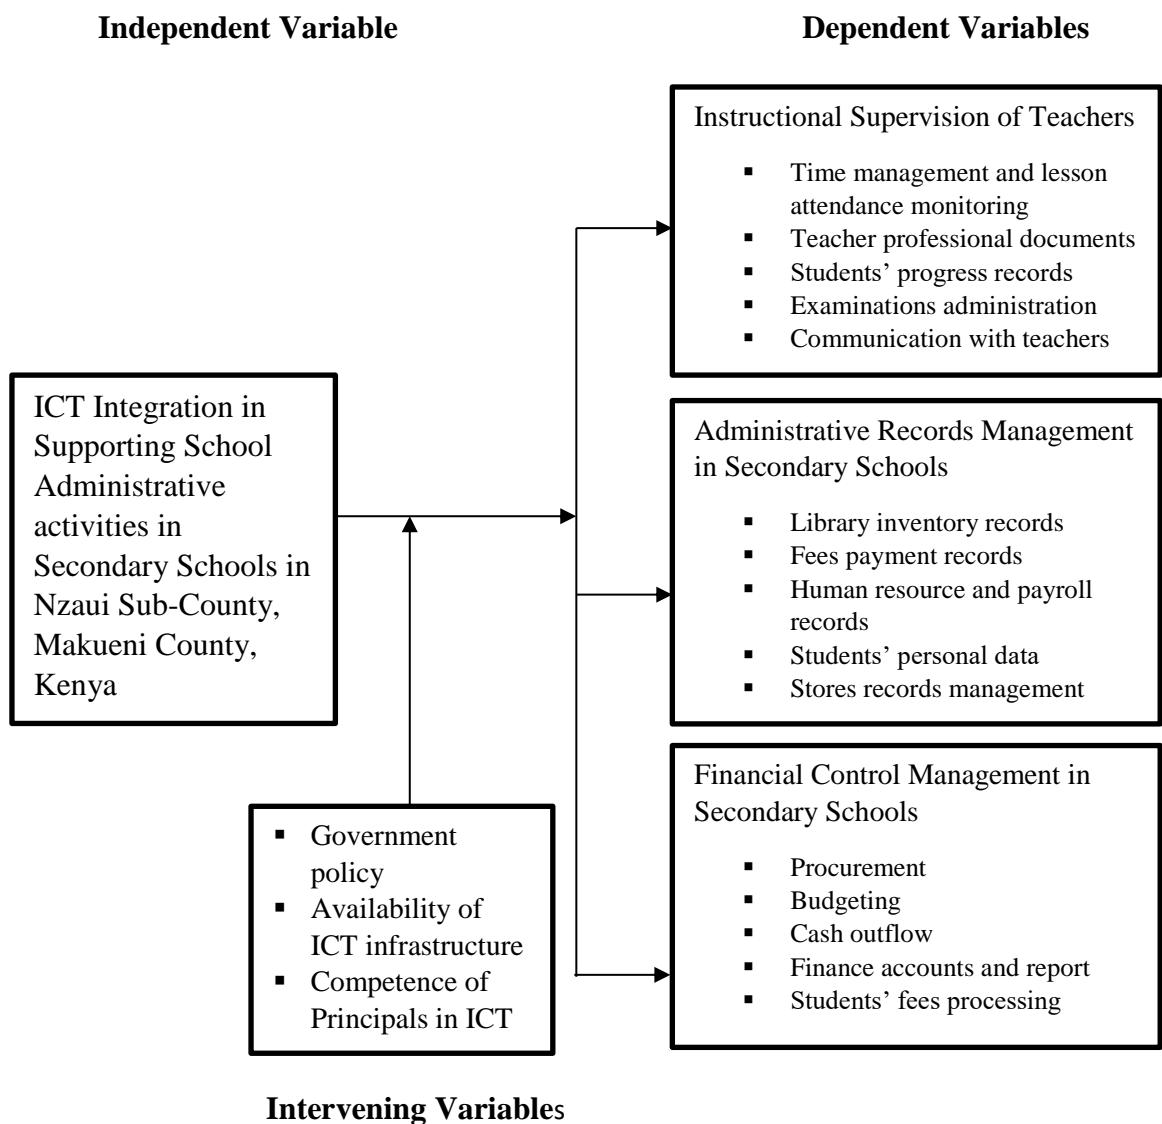 Independent Variable
Dependent Variables
Instructional Supervision of Teachers
▪ Time management and lesson
attendance monitoring
▪ Teacher professional documents
▪ Students’ progress records
▪ Examinations administration
▪ Communication with teachers
ICT Integration in
Supporting School
Administrative
activities in
Secondary Schools in
Nzaui Sub-County,
Makueni County,
Kenya
Administrative Records Management
in Secondary Schools
▪ Library inventory records
▪ Fees payment records
▪ Human resource and payroll
records
▪ Students’ personal data
▪ Stores records management
Financial Control Management in
Secondary Schools
▪ Procurement
▪ Budgeting
▪ Cash outflow
▪ Finance accounts and report
▪ Students’ fees processing
▪ Government
policy
▪ Availability of
ICT infrastructure
▪ Competence of
Principals in ICT
Intervening Variables